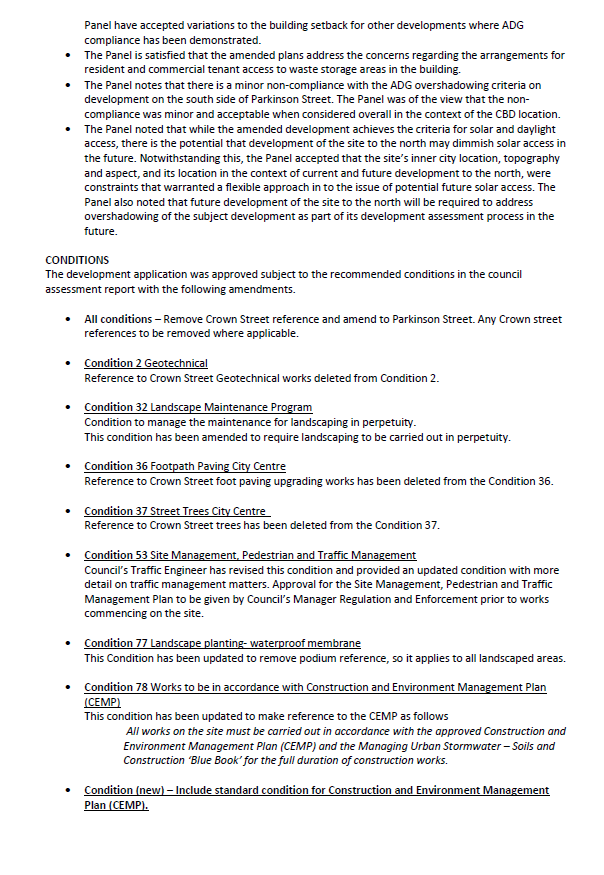 Panel have accepted variations to the building setback for other developments where ADG
compliance has been demonstrated.
• The Panel is satisfied that the amended plans address the concerns regarding the arrangements for
resident and commercial tenant access to waste storage areas in the building.
• The Panel notes that there is a minor non-compliance with the ADG overshadowing criteria on
development on the south side of Parkinson Street. The Panel was of the view that the non-
compliance was minor and acceptable when considered overall in the context of the CBD location.
• The Panel noted that while the amended development achieves the criteria for solar and daylight
access, there is the potential that development of the site to the north may dimmish solar access in
the future. Notwithstanding this, the Panel accepted that the site's inner city location, topography
and aspect, and its location in the context of current and future development to the north, were
constraints that warranted a flexible approach in to the issue of potential future solar access. The
Panel also noted that future development of the site to the north will be required to address
overshadowing of the subject development as part of its development assessment process in the
future.
CONDITIONS
The development application was approved subject to the recommended conditions in the council
assessment report with the following amendments.
• All conditions – Remove Crown Street reference and amend to Parkinson Street. Any Crown street
references to be removed where applicable.
• Condition 2 Geotechnical
Reference to Crown Street Geotechnical works deleted from Condition 2.
• Condition 32 Landscape Maintenance Program
Condition to manage the maintenance for landscaping in perpetuity.
This condition has been amended to require landscaping to be carried out in perpetuity.
• Condition 36 Footpath Paving City Centre
Reference to Crown Street foot paving upgrading works has been deleted from the Condition 36.
• Condition 37 Street Trees City Centre
Reference to Crown Street trees has been deleted from the Condition 37.
• Condition 53 Site Management, Pedestrian and Traffic Management
Council's Traffic Engineer has revised this condition and provided an updated condition with more
detail on traffic management matters. Approval for the Site Management, Pedestrian and Traffic
Management Plan to be given by Council's Manager Regulation and Enforcement prior to works
commencing on the site.
• Condition 77 Landscape planting- waterproof membrane
This Condition has been updated to remove podium reference, so it applies to all landscaped areas.
• Condition 78 Works to be in accordance with Construction and Environment Management Plan
(CEMP)
This condition has been updated to make reference to the CEMP as follows
All works on the site must be carried out in accordance with the approved Construction and
Environment Management Plan (CEMP) and the Managing Urban Stormwater – Soils and
Construction 'Blue Book' for the full duration of construction works.
• Condition (new) – Include standard condition for Construction and Environment Management
Plan (CEMP).